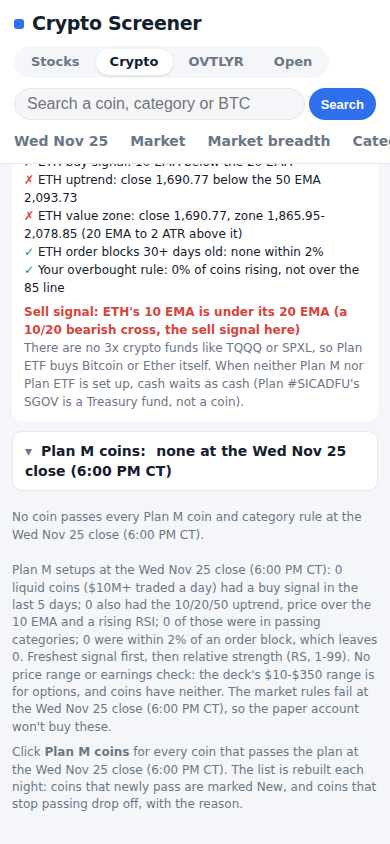 Crypto Screener
Stocks Crypto OVTLYR Open
Search a coin, category or BTC Search
Wed Nov 25 Market Market breadth
✗ ETH buy signal: 10 EMA below the 20 EMA
✗ ETH uptrend: close 1,690.77 below the 50 EMA
2,093.73
✗ ETH value zone: close 1,690.77, zone 1,865.95-
2,078.85 (20 EMA to 2 ATR above it)
✓ ETH order blocks 30+ days old: none within 2%
✓ Your overbought rule: 0% of coins rising, not over the
85 line
Sell signal: ETH's 10 EMA is under its 20 EMA (a
10/20 bearish cross, the sell signal here)
There are no 3x crypto funds like TQQQ or SPXL, so Plan
ETF buys Bitcoin or Ether itself. When neither Plan M nor
Plan ETF is set up, cash waits as cash (Plan #SICADFU's
SGOV is a Treasury fund, not a coin).
▼ Plan M coins: none at the Wed Nov 25
close (6:00 PM CT)
No coin passes every Plan M coin and category rule at the
Wed Nov 25 close (6:00 PM CT).
Plan M setups at the Wed Nov 25 close (6:00 PM CT): 0
liquid coins ($10M+ traded a day) had a buy signal in the
last 5 days; 0 also had the 10/20/50 uptrend, price over the
10 EMA and a rising RSI; 0 of those were in passing
categories; 0 were within 2% of an order block, which leaves
0. Freshest signal first, then relative strength (RS, 1-99). No
price range or earnings check: the deck's $10-$350 range is
for options, and coins have neither. The market rules fail at
the Wed Nov 25 close (6:00 PM CT), so the paper account
won't buy these.
Click Plan M coins for every coin that passes the plan at
the Wed Nov 25 close (6:00 PM CT). The list is rebuilt each
night: coins that newly pass are marked New, and coins that
stop passing drop off, with the reason.